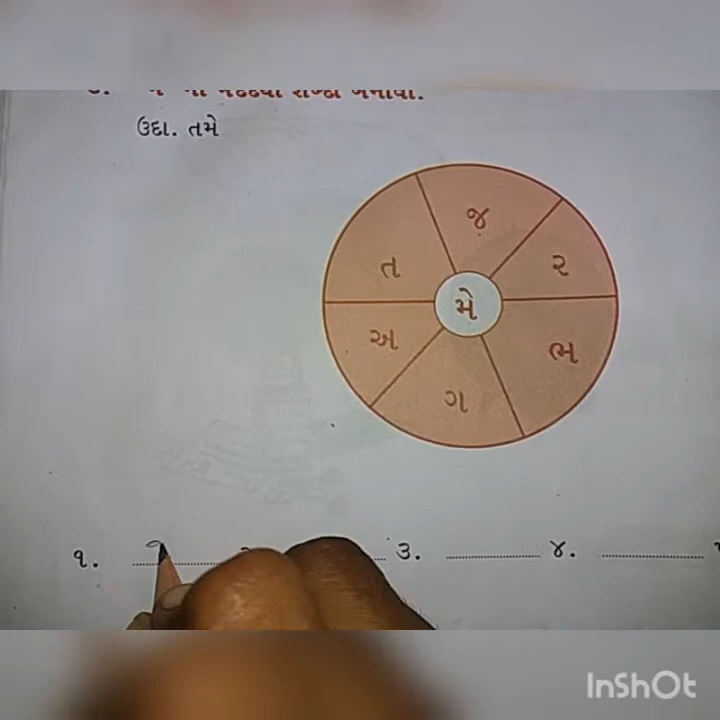 ઉદા. તમે
જ
ત
ર
મે
અ
ભ
ગ
૧. ૩. ૪.
InShOt